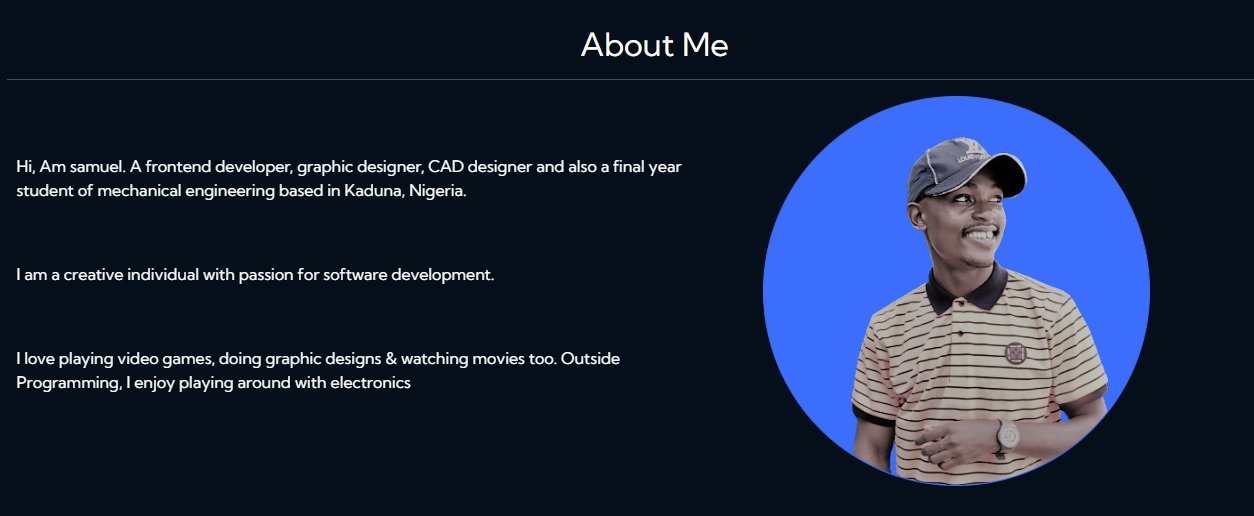 About Me
Hi, Am samuel. A frontend developer, graphic designer, CAD designer and also a final year
student of mechanical engineering based in Kaduna, Nigeria.
I am a creative individual with passion for software development.
I love playing video games, doing graphic designs & watching movies too. Outside
Programming, I enjoy playing around with electronics